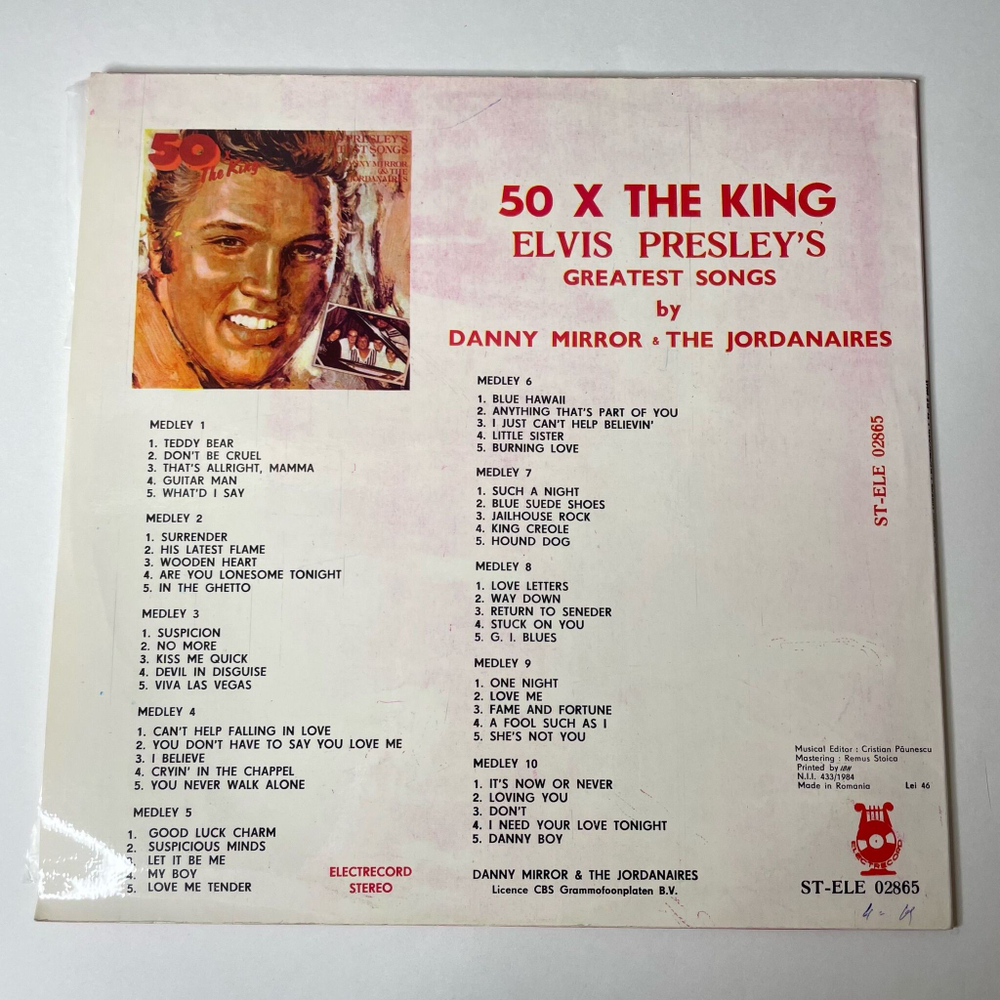 50
The King
50 X THE KING
ELVIS PRESLEY'S
GREATEST SONGS
by
DANNY MIRROR & THE JORDANAIRES
MEDLEY 1
1. TEDDY BEAR
2. DON'T BE CRUEL
3. THAT'S ALLRIGHT, MAMMA
4. GUITAR MAN
5. WHAT'D I SAY
MEDLEY 2
1. SURRENDER
2. HIS LATEST FLAME
3. WOODEN HEART
4. ARE YOU LONESOME TONIGHT
5. IN THE GHETTO
MEDLEY 3
1. SUSPICION
2. NO MORE
3. KISS ME QUICK
4. DEVIL IN DISGUISE
5. VIVA LAS VEGAS
MEDLEY 4
1. CAN'T HELP FALLING IN LOVE
2. YOU DON'T HAVE TO SAY YOU LOVE ME
3. I BELIEVE
4. CRYIN' IN THE CHAPPEL
5. YOU NEVER WALK ALONE
MEDLEY 5
1. GOOD LUCK CHARM
2. SUSPICIOUS MINDS
3. LET IT BE ME
4. MY BOY
5. LOVE ME TENDER
ELECTRECORD
STEREO
MEDLEY 6
1. BLUE HAWAII
2. ANYTHING THAT'S PART OF YOU
3. I JUST CAN'T HELP BELIEVIN'
4. LITTLE SISTER
5. BURNING LOVE
MEDLEY 7
1. SUCH A NIGHT
2. BLUE SUEDE SHOES
3. JAILHOUSE ROCK
4. KING CREOLE
5. HOUND DOG
MEDLEY 8
1. LOVE LETTERS
2. WAY DOWN
3. RETURN TO SENEDER
4. STUCK ON YOU
5. G. I. BLUES
MEDLEY 9
1. ONE NIGHT
2. LOVE ME
3. FAME AND FORTUNE
4. A FOOL SUCH AS I
5. SHE'S NOT YOU
MEDLEY 10
1. IT'S NOW OR NEVER
2. LOVING YOU
3. DON'T
4. I NEED YOUR LOVE TONIGHT
5. DANNY BOY
DANNY MIRROR & THE JORDANAIRES
Licence CBS Grammofoonplaten B.V.
ST-ELE 02865
Musical Editor : Cristian Păunescu
Mastering : Remus Stoica
Printed by
N.I.I. 433/1984
Made in Romania Lei 46
ELECTRECORD
ST-ELE 02865